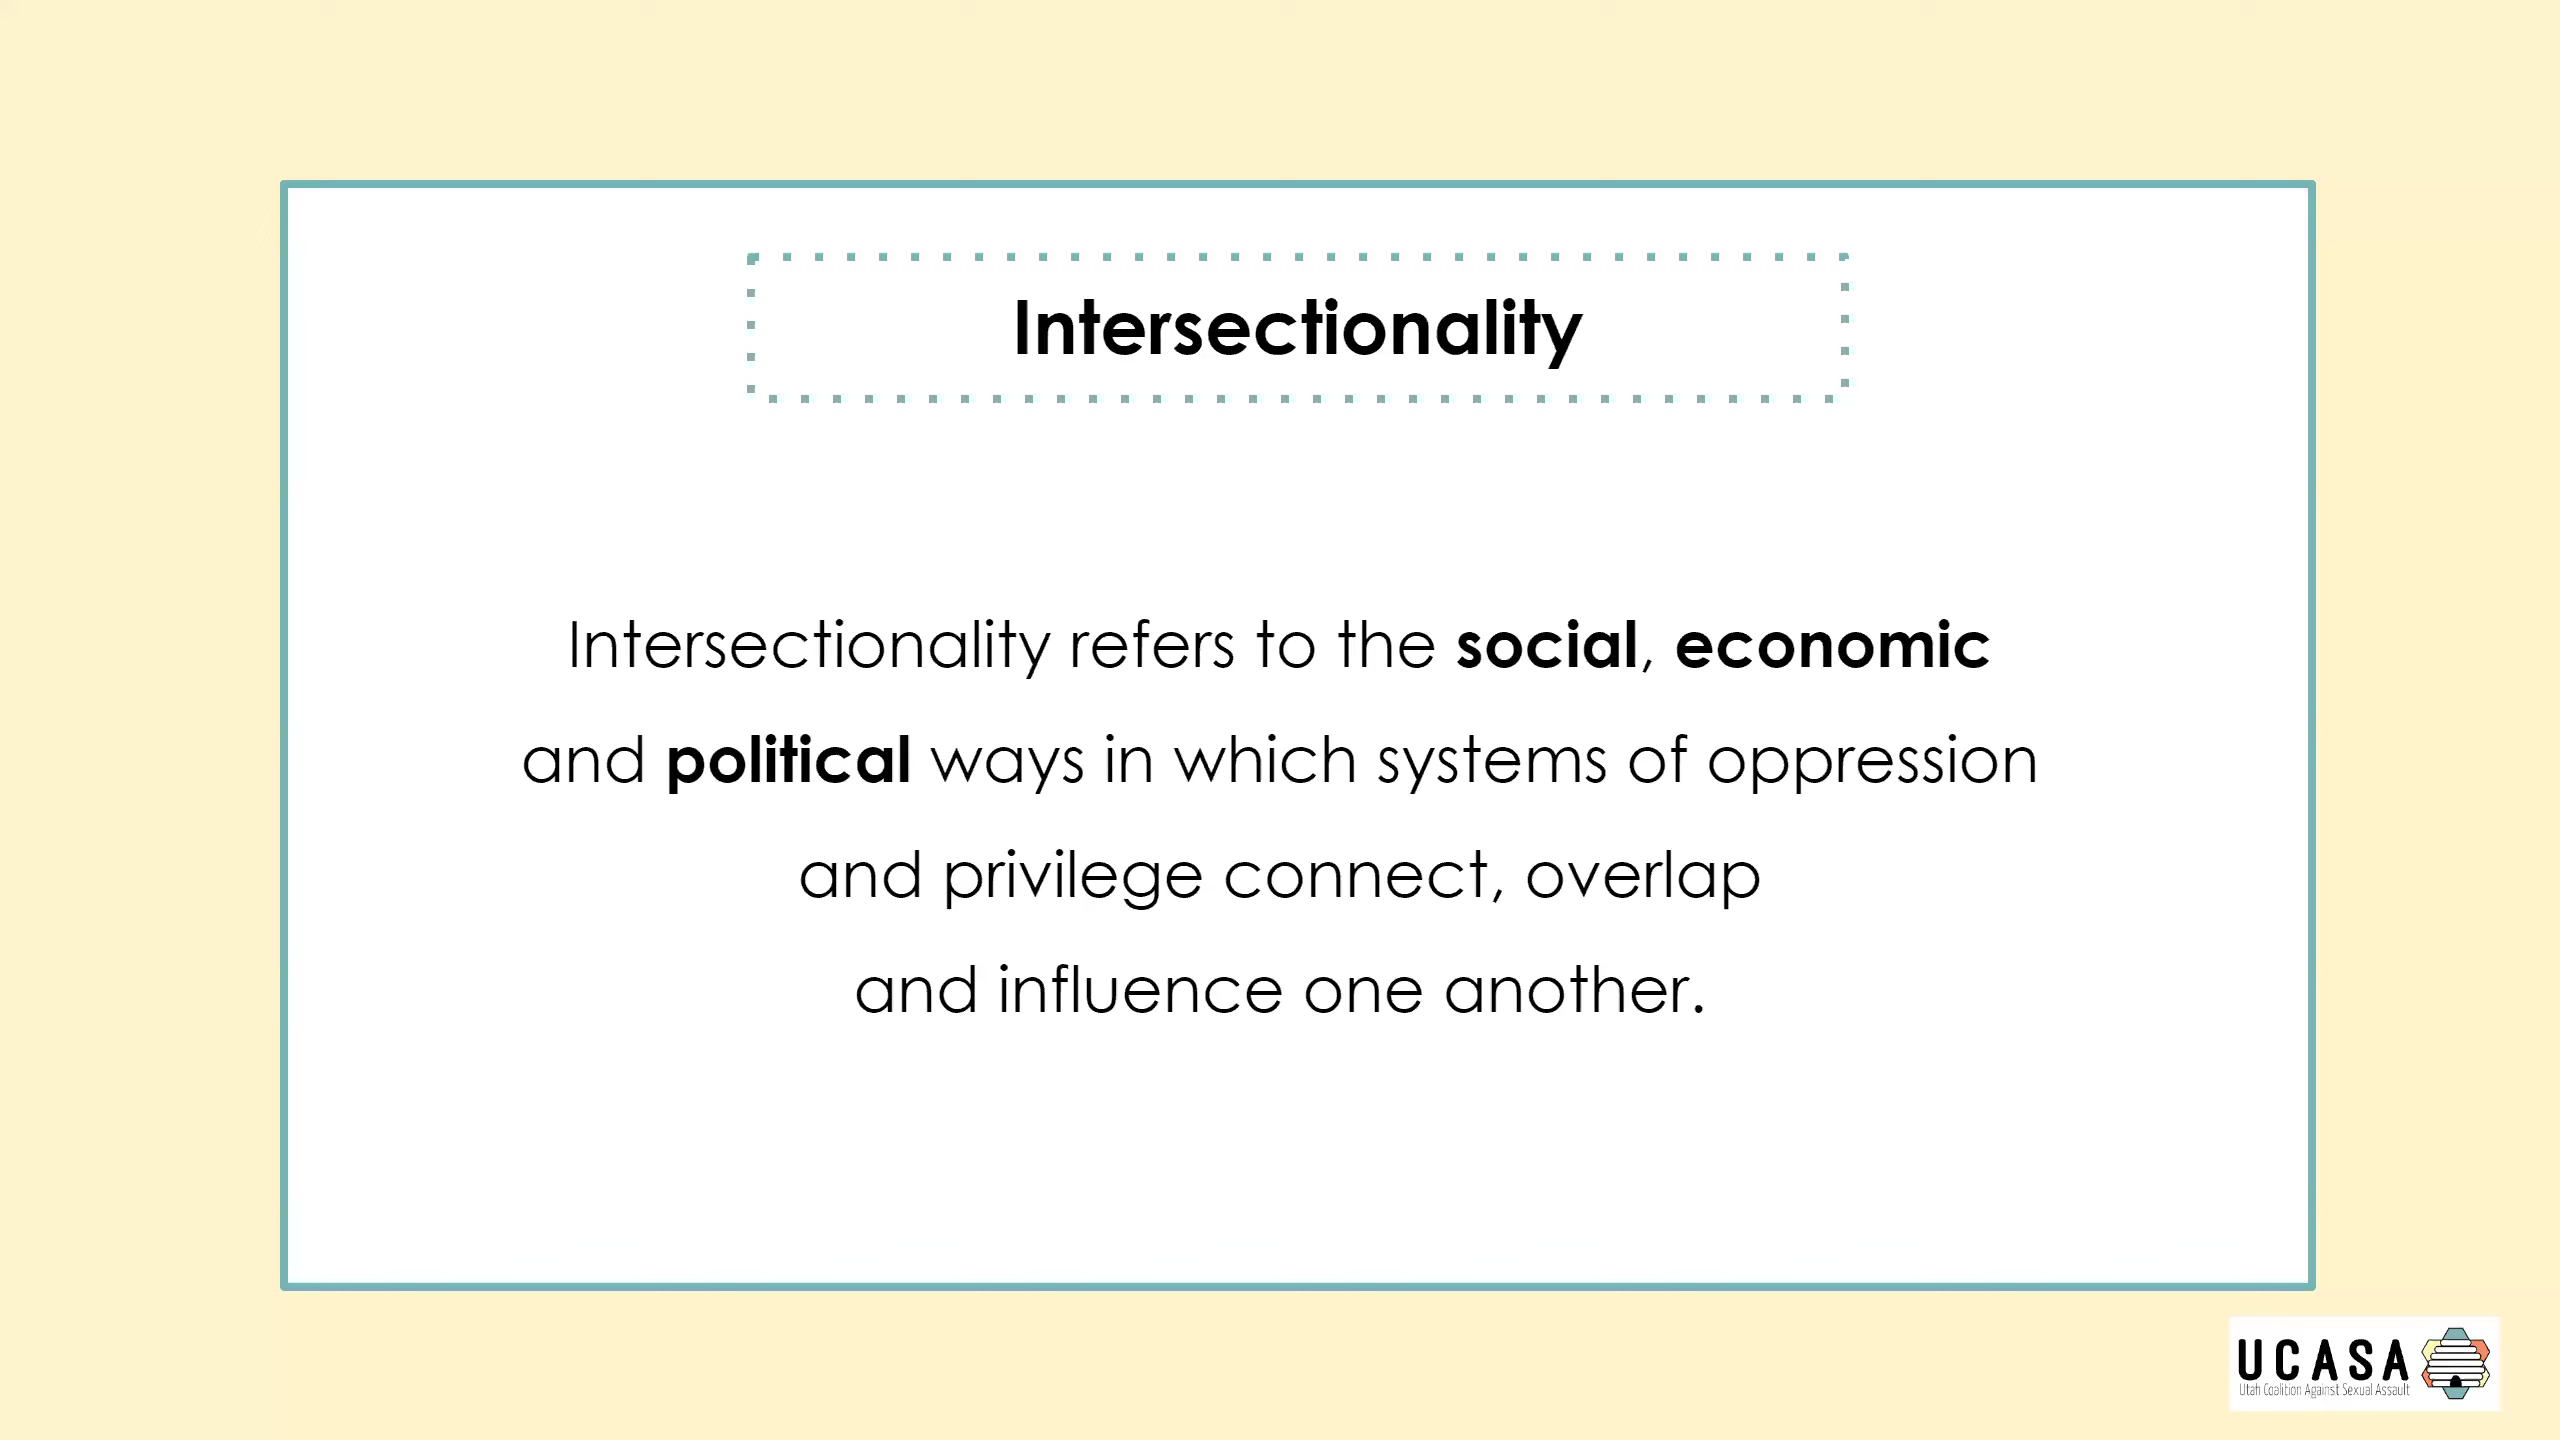 Intersectionality
Intersectionality refers to the social, economic
and political ways in which systems of oppression
and privilege connect, overlap
and influence one another.
UCASA
Utah Coalition Against Sexual Assault